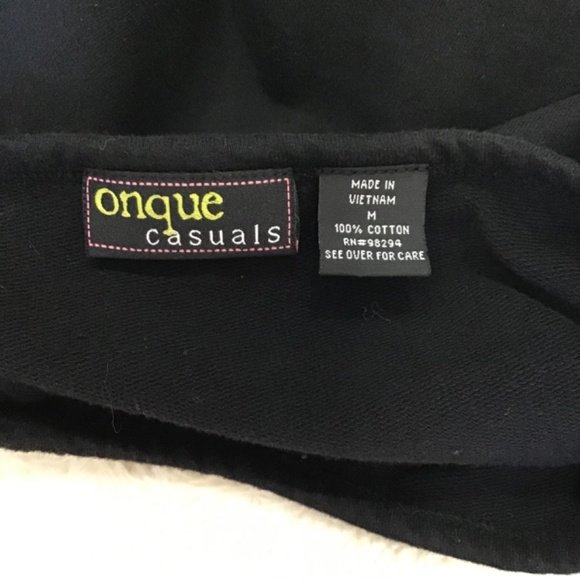 onque
casuals
MADE IN
VIETNAM
M
100% COTTON
RN#98294
SEE OVER FOR CARE